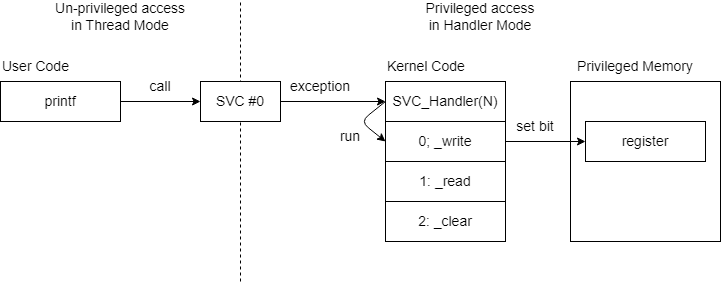 Un-privileged access
in Thread Mode
Privileged access
in Handler Mode
User Code
Kernel Code
Privileged Memory
printf
call
SVC #0
exception
SVC_Handler(N)
run
0; _write
set bit
register
1: _read
2: _clear